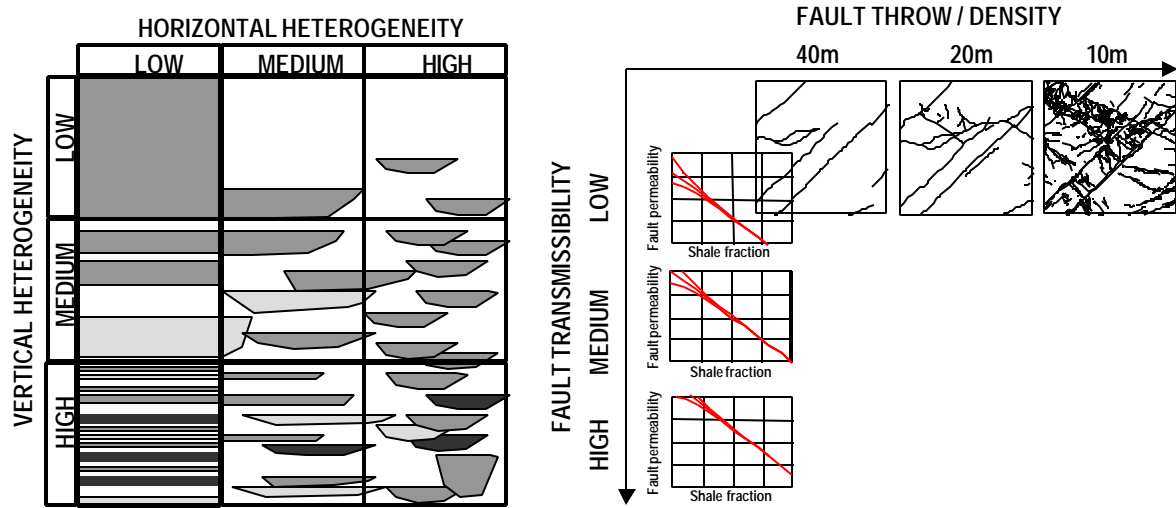 HORIZONTAL HETEROGENEITY
LOW MEDIUM HIGH
VERTICAL HETEROGENEITY
LOW
MEDIUM
HIGH
FAULT THROW / DENSITY
40m 20m 10m
FAULT TRANSMISSIBILITY
LOW
Fault permeability
Shale fraction
MEDIUM
Fault permeability
Shale fraction
HIGH
Fault permeability
Shale fraction